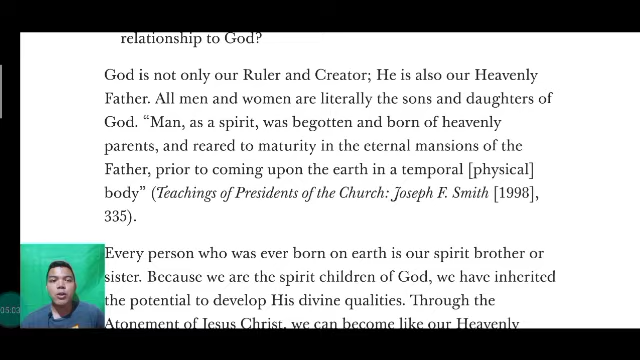 relationship to God?
God is not only our Ruler and Creator; He is also our Heavenly
Father. All men and women are literally the sons and daughters of
God. “Man, as a spirit, was begotten and born of heavenly
parents, and reared to maturity in the eternal mansions of the
Father, prior to coming upon the earth in a temporal [physical]
body” (Teachings of Presidents of the Church: Joseph F. Smith [1998],
335).
Every person who was ever born on earth is our spirit brother or
sister. Because we are the spirit children of God, we have inherited
the potential to develop His divine qualities. Through the
Atonement of Jesus Christ, we can become like our Heavenly
05:03